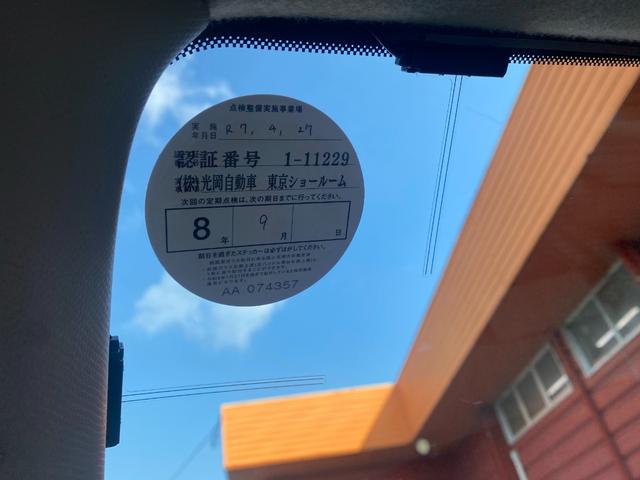 点検整備実施事業場
実施年月日 R7. 4. 27
認証番号 1-11229
(株)光岡自動車 東京ショールーム
次回の定期点検は、次の期日までに行ってください。
8年 9月 日
期日を過ぎたステッカーは必ずはがしてください。
AA 074357